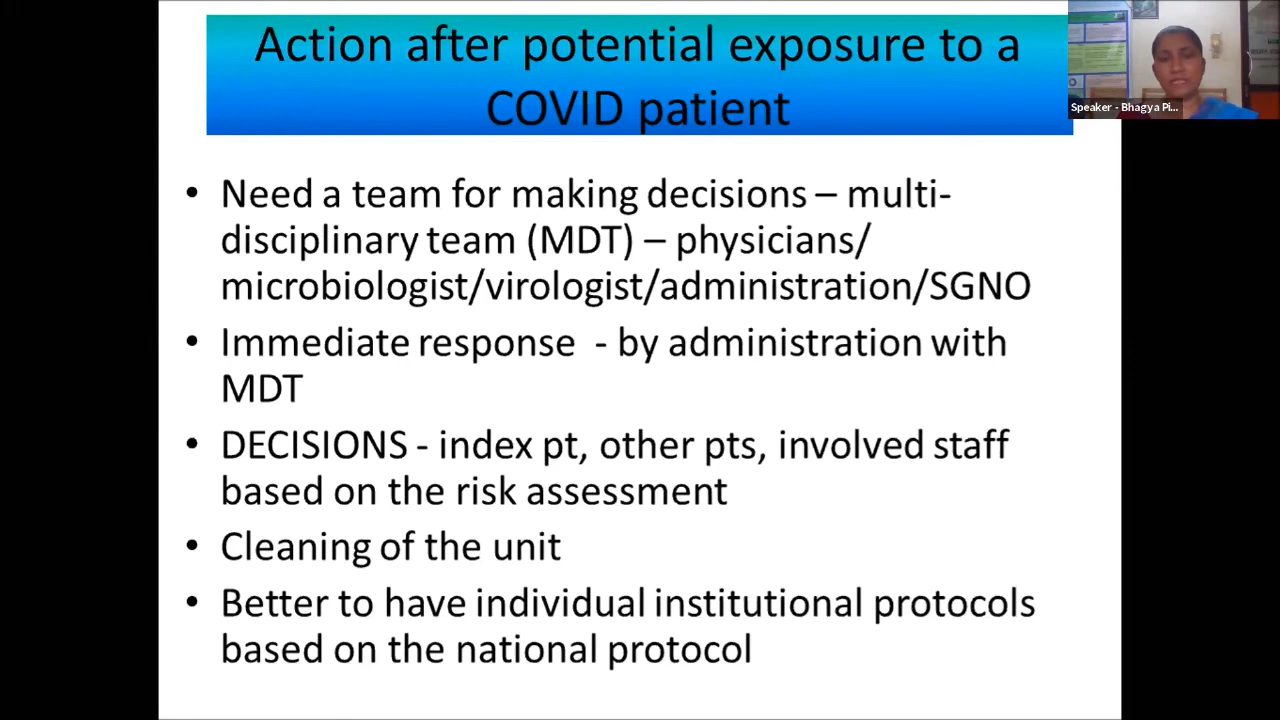 Action after potential exposure to a
COVID patient
Speaker - Bhagya Pi...
• Need a team for making decisions – multi-
disciplinary team (MDT) – physicians/
microbiologist/virologist/administration/SGNO
• Immediate response - by administration with
MDT
• DECISIONS - index pt, other pts, involved staff
based on the risk assessment
• Cleaning of the unit
• Better to have individual institutional protocols
based on the national protocol